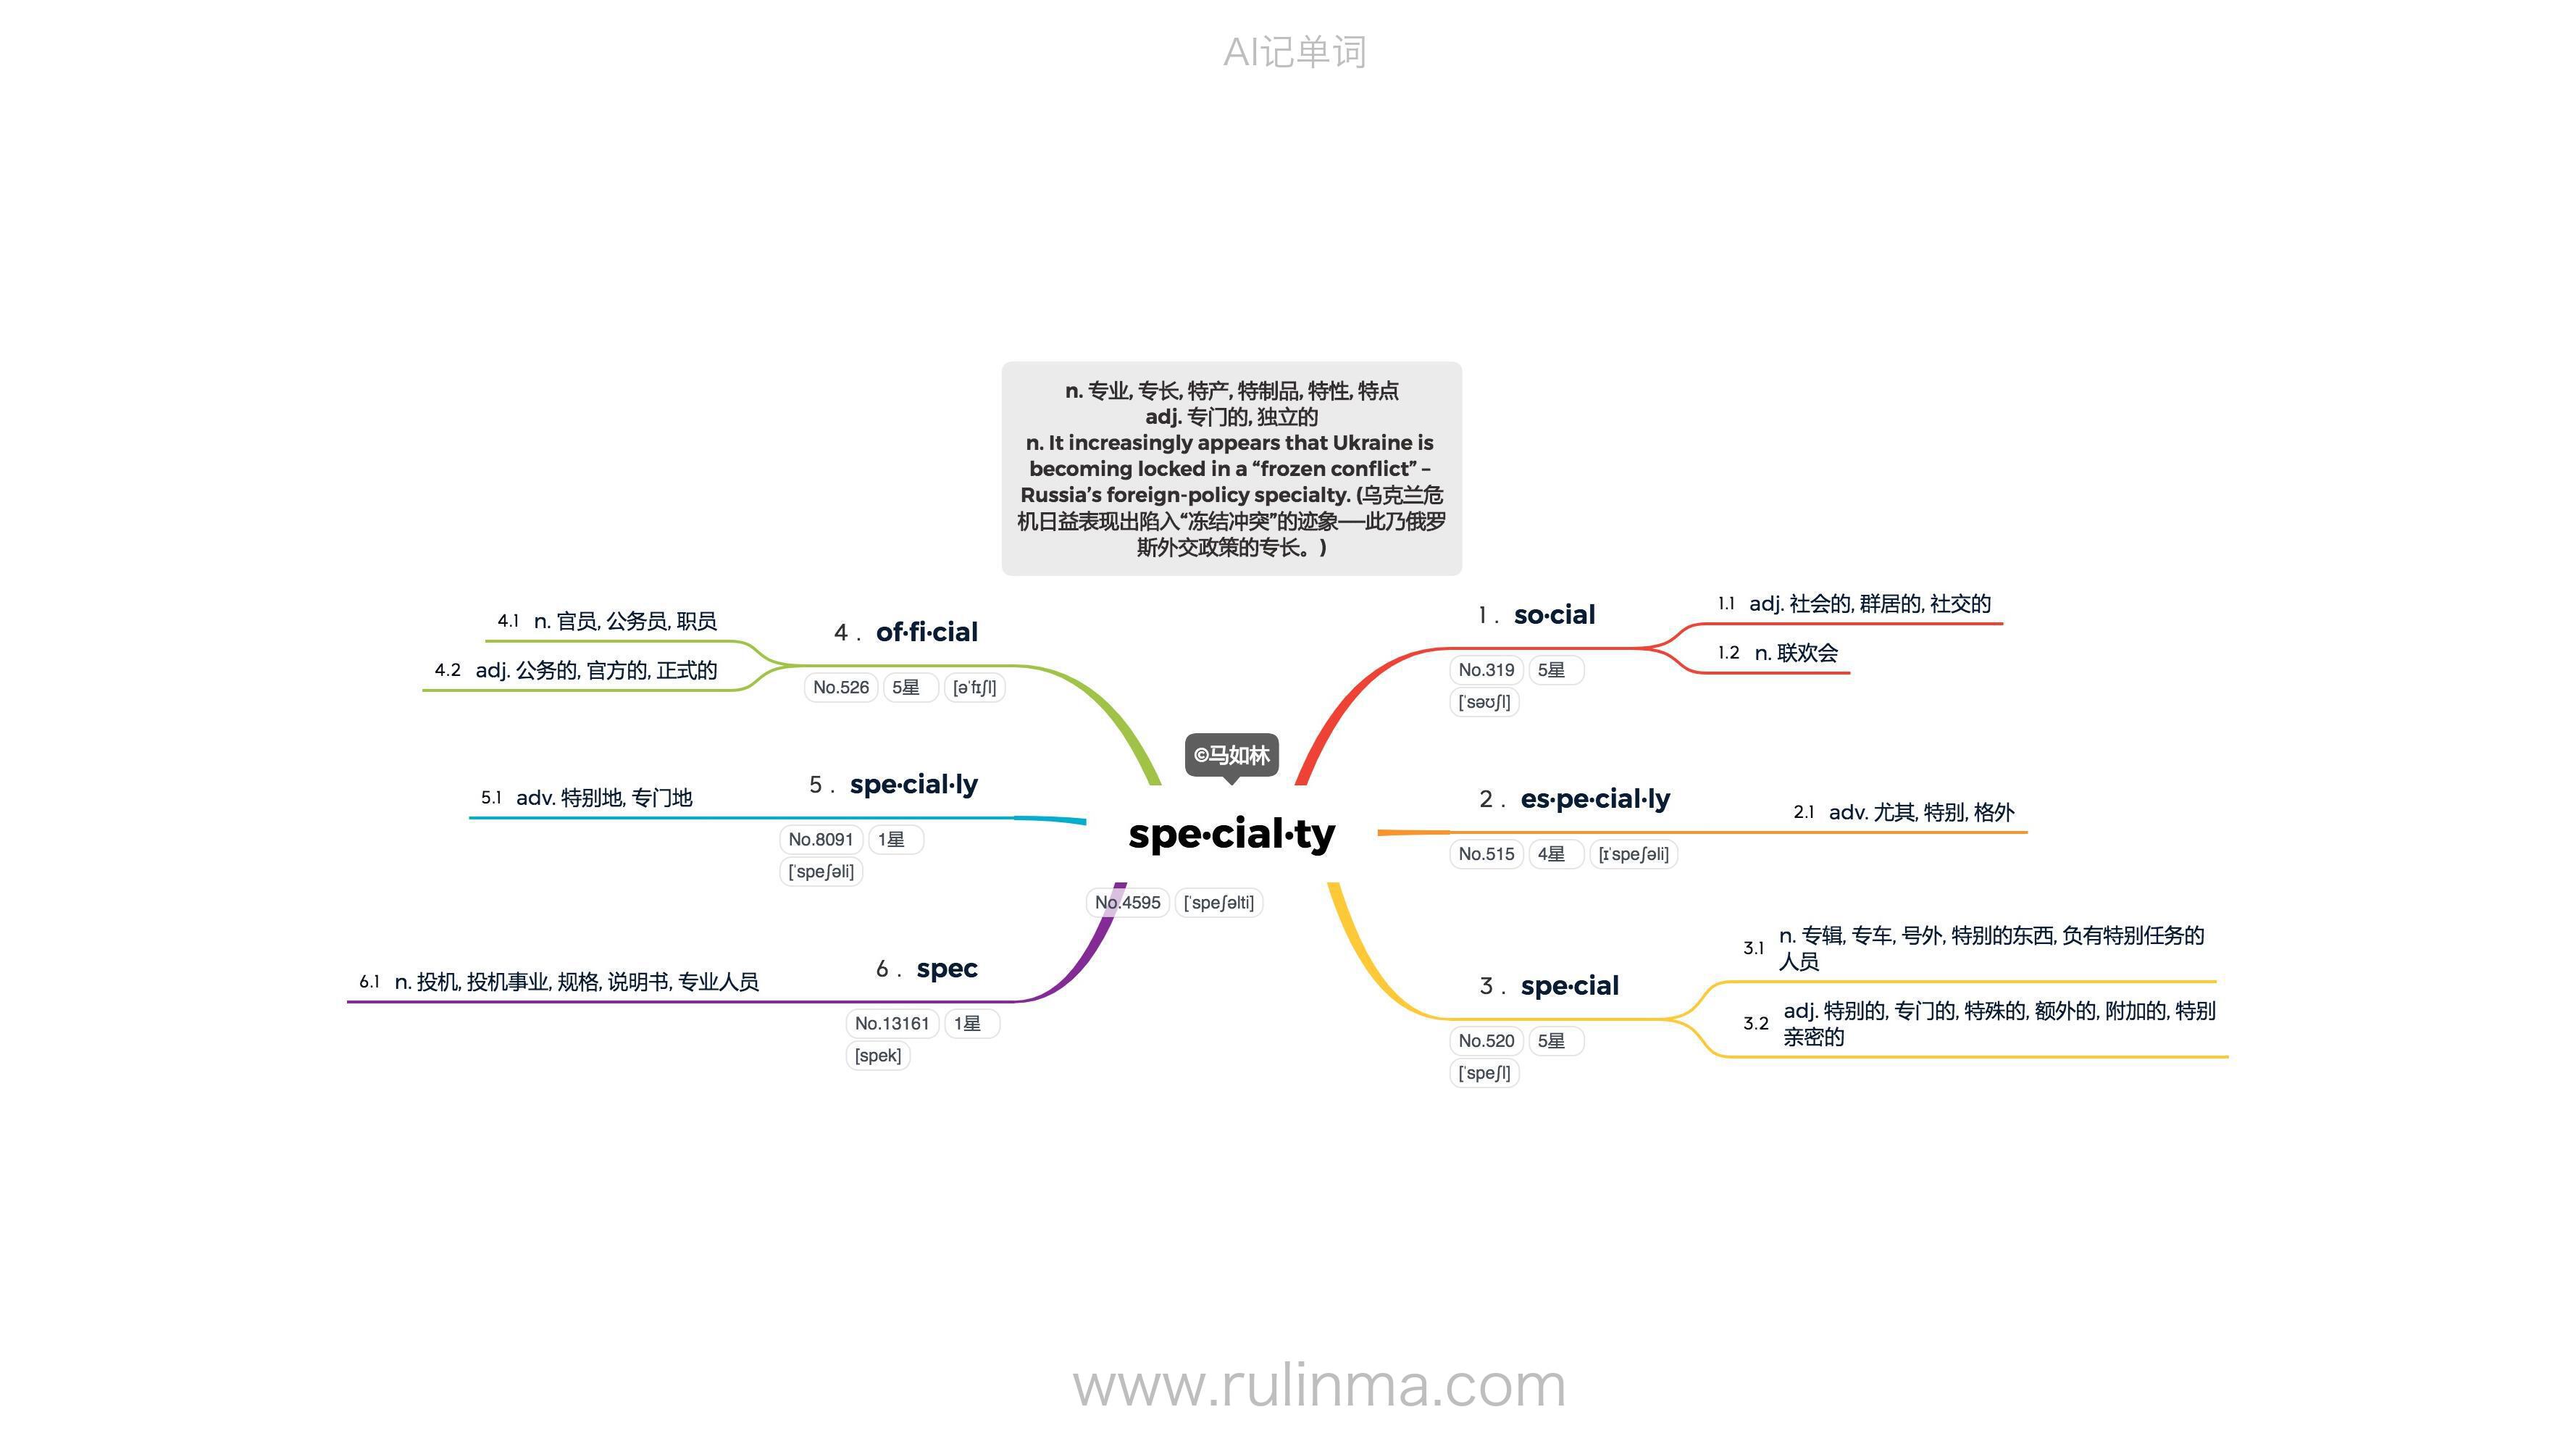 AI记单词
n. 专业, 专长, 特产, 特制品, 特性, 特点
adj. 专门的, 独立的
n. It increasingly appears that Ukraine is
becoming locked in a “frozen conflict” –
Russia’s foreign-policy specialty. (乌克兰危
机日益表现出陷入“冻结冲突”的迹象——此乃俄罗
斯外交政策的专长。)
©马如林
spe·cial·ty
No.4595 [ˈspeʃəlti]
1. so·cial
No.319 5星
[ˈsəʊʃl]
1.1 adj. 社会的, 群居的, 社交的
1.2 n. 联欢会
2. es·pe·cial·ly
No.515 4星 [ɪˈspeʃəli]
2.1 adv. 尤其, 特别, 格外
3. spe·cial
No.520 5星
[ˈspeʃl]
3.1 n. 专辑, 专车, 号外, 特别的东西, 负有特别任务的
人员
3.2 adj. 特别的, 专门的, 特殊的, 额外的, 附加的, 特别
亲密的
4. of·fi·cial
No.526 5星 [əˈfɪʃl]
4.1 n. 官员, 公务员, 职员
4.2 adj. 公务的, 官方的, 正式的
5. spe·cial·ly
No.8091 1星
[ˈspeʃəli]
5.1 adv. 特别地, 专门地
6. spec
No.13161 1星
[spek]
6.1 n. 投机, 投机事业, 规格, 说明书, 专业人员
www.rulinma.com